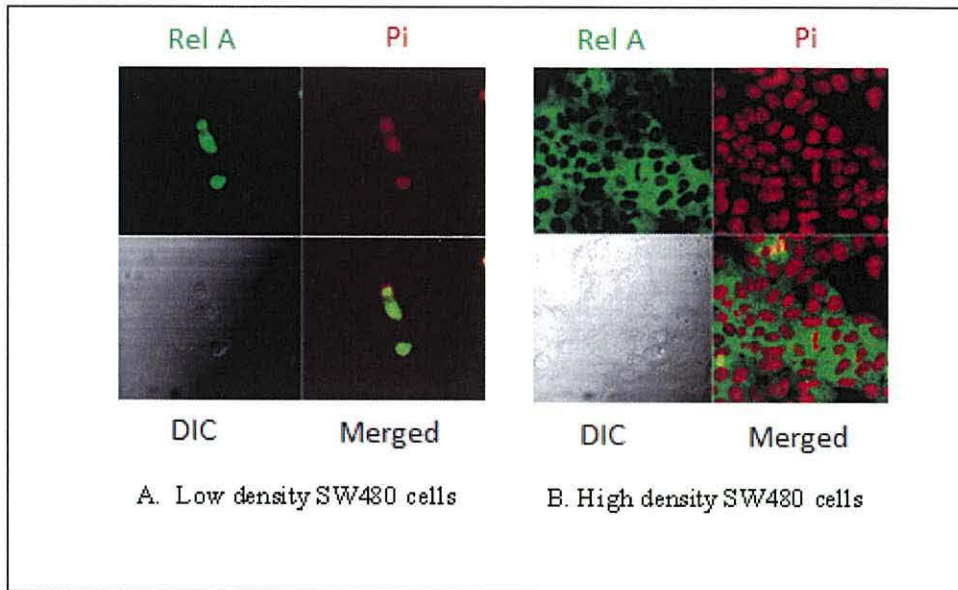 Rel A Pi Rel A Pi
DIC Merged DIC Merged
A. Low density SW480 cells B. High density SW480 cells